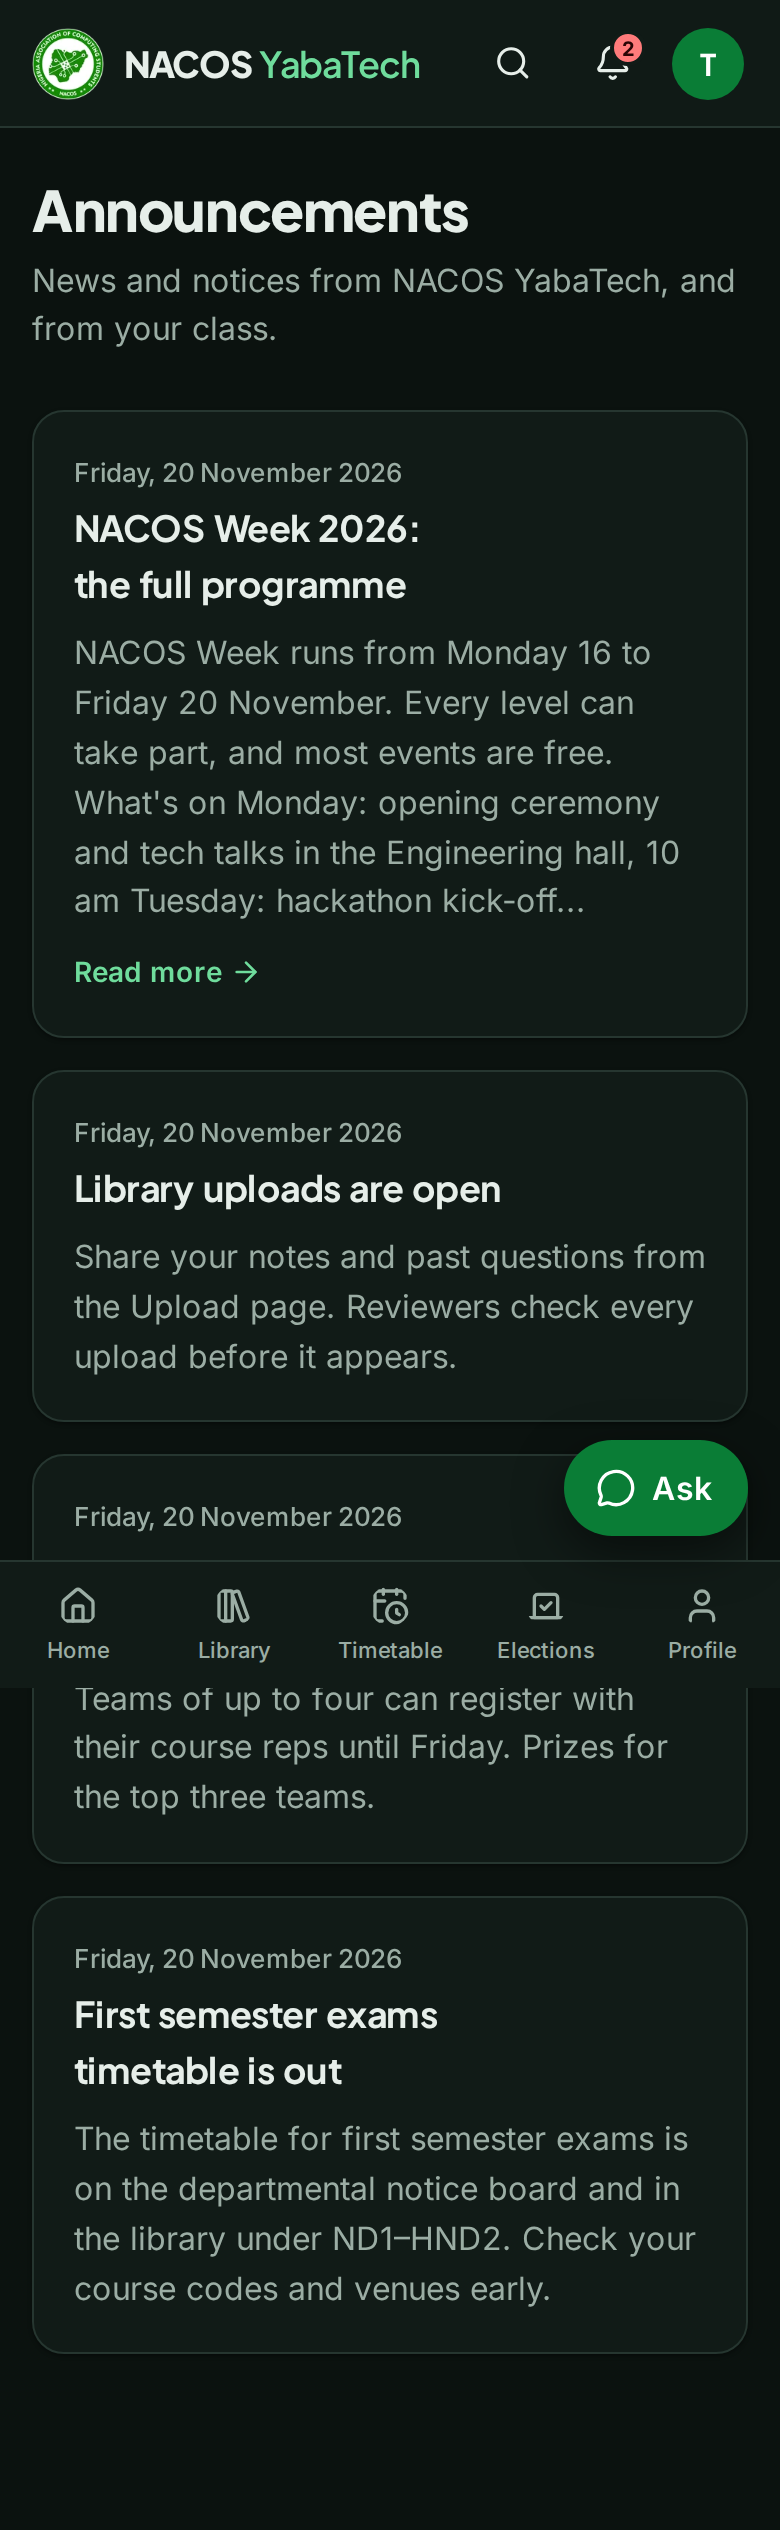 NACOS YabaTech
2
T
Announcements
News and notices from NACOS YabaTech, and
from your class.
Friday, 20 November 2026
NACOS Week 2026:
the full programme
NACOS Week runs from Monday 16 to
Friday 20 November. Every level can
take part, and most events are free.
What's on Monday: opening ceremony
and tech talks in the Engineering hall, 10
am Tuesday: hackathon kick-off...
Read more
Friday, 20 November 2026
Library uploads are open
Share your notes and past questions from
the Upload page. Reviewers check every
upload before it appears.
Ask
Friday, 20 November 2026
Home
Library
Timetable
Elections
Profile
Teams of up to four can register with
their course reps until Friday. Prizes for
the top three teams.
Friday, 20 November 2026
First semester exams
timetable is out
The timetable for first semester exams is
on the departmental notice board and in
the library under ND1–HND2. Check your
course codes and venues early.